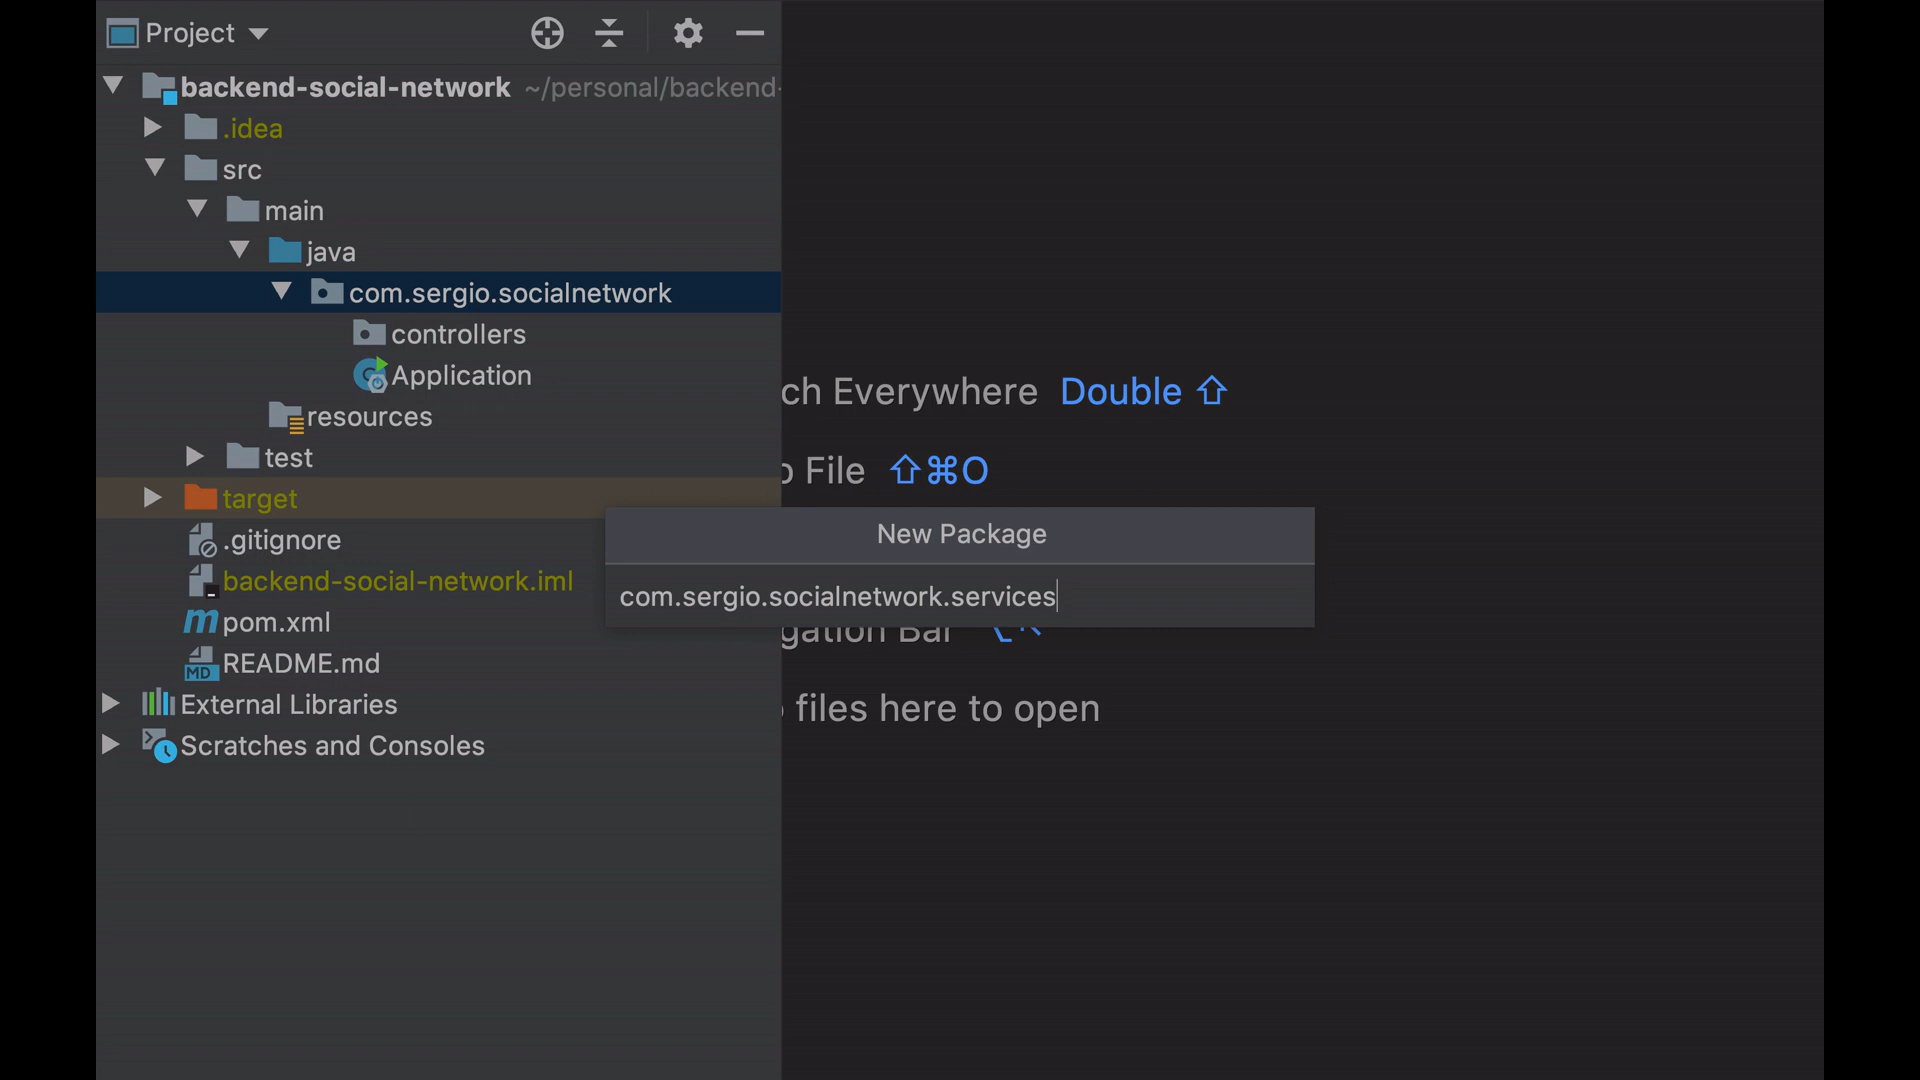 Project
backend-social-network ~/personal/backend-
.idea
src
main
java
com.sergio.socialnetwork
controllers
Application
resources
test
target
.gitignore
backend-social-network.iml
pom.xml
README.md
External Libraries
Scratches and Consoles
ch Everywhere Double ⇧
File ⇧⌘O
New Package
com.sergio.socialnetwork.services
gation Bar
files here to open